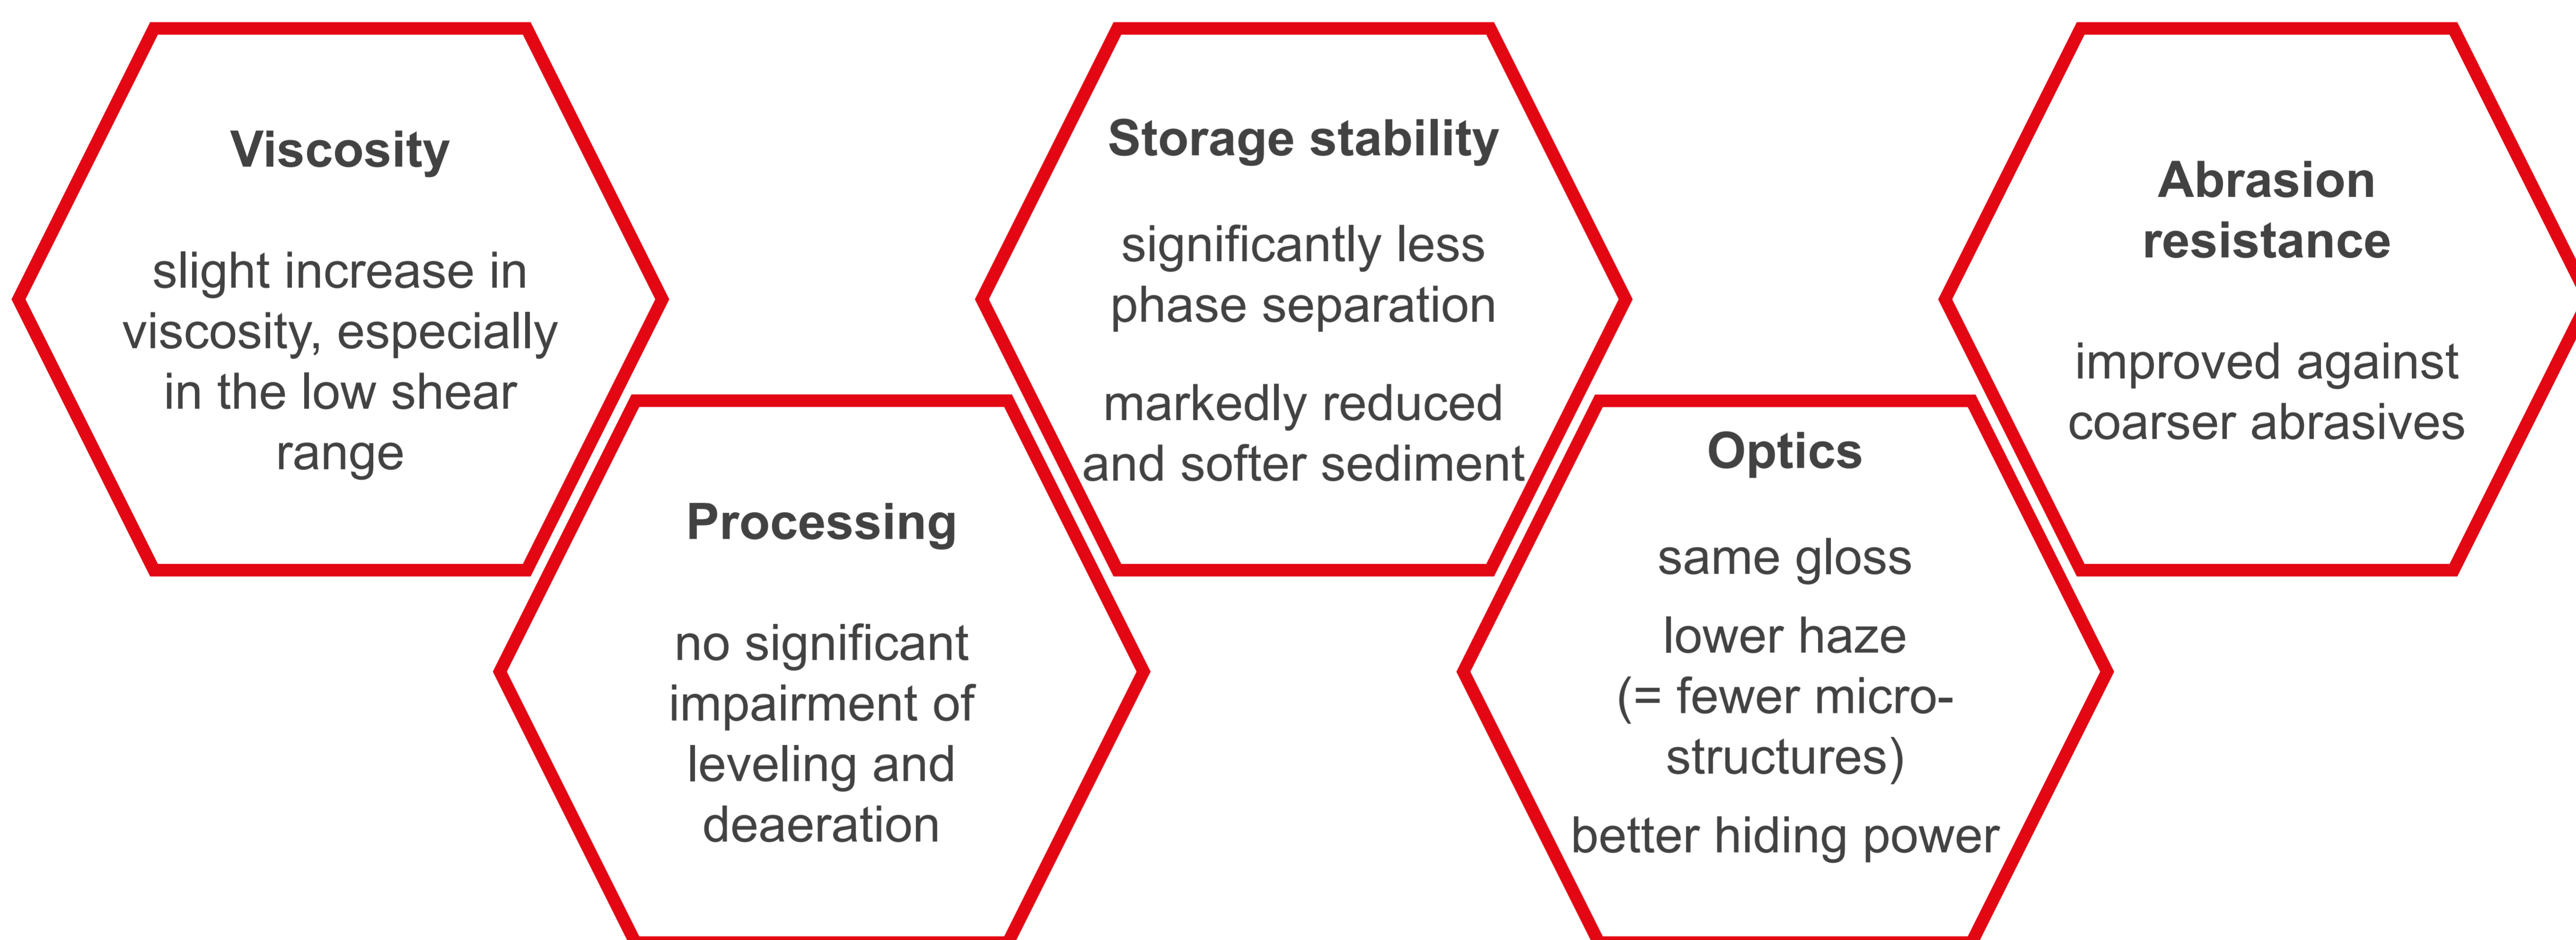 Viscosity
slight increase in
viscosity, especially
in the low shear
range
Processing
no significant
impairment of
leveling and
deaeration
Storage stability
significantly less
phase separation
markedly reduced
and softer sediment
Optics
same gloss
lower haze
(= fewer micro-
structures)
better hiding power
Abrasion
resistance
improved against
coarser abrasives